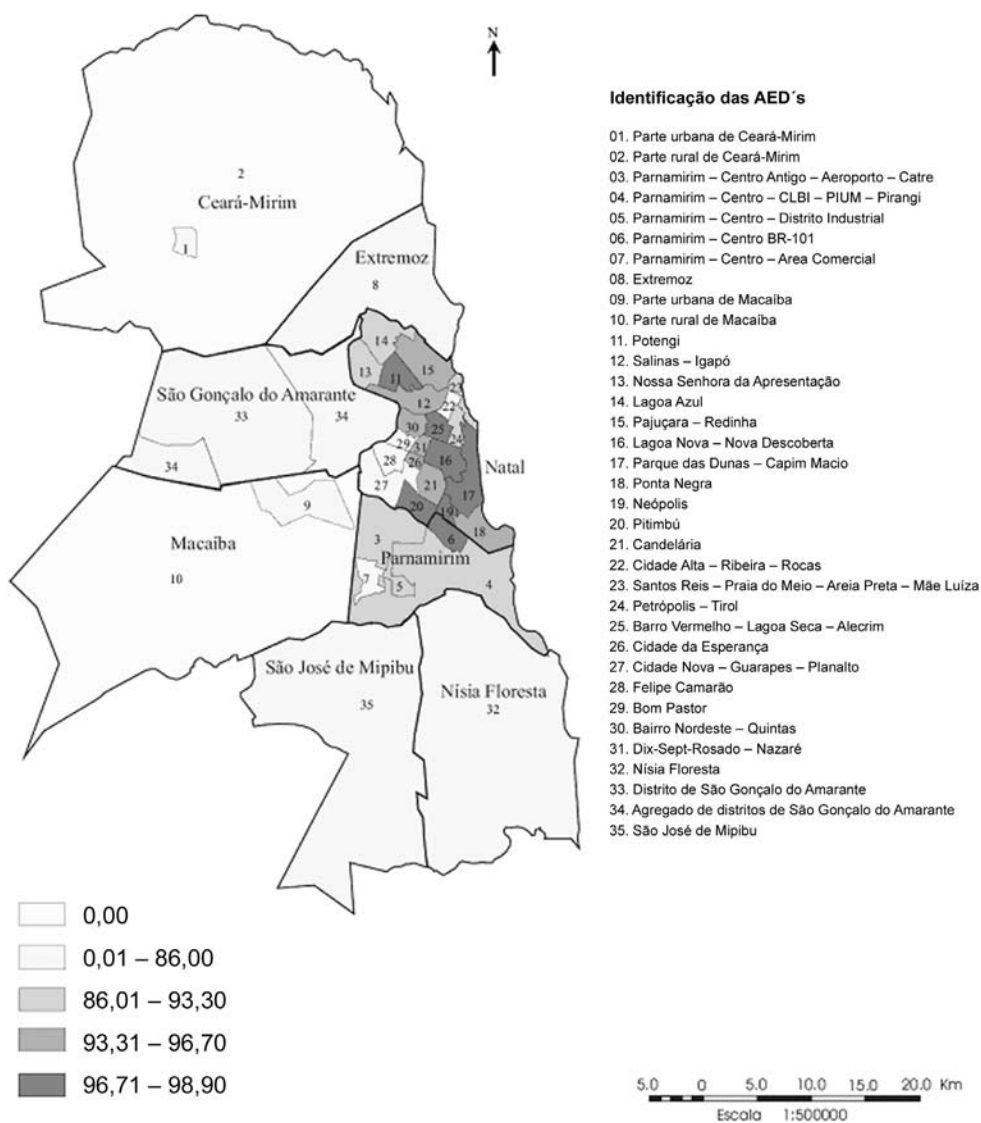 N
Identificação das AED´s
01. Parte urbana de Ceará-Mirim
02. Parte rural de Ceará-Mirim
03. Parnamirim – Centro Antigo – Aeroporto – Catre
04. Parnamirim – Centro – CLBI – PIUM – Pirangi
05. Parnamirim – Centro – Distrito Industrial
06. Parnamirim – Centro BR-101
07. Parnamirim – Centro – Area Comercial
08. Extremoz
09. Parte urbana de Macaíba
10. Parte rural de Macaíba
11. Potengi
12. Salinas – Igapó
13. Nossa Senhora da Apresentação
14. Lagoa Azul
15. Pajuçara – Redinha
16. Lagoa Nova – Nova Descoberta
17. Parque das Dunas – Capim Macio
18. Ponta Negra
19. Neópolis
20. Pitimbú
21. Candelária
22. Cidade Alta – Ribeira – Rocas
23. Santos Reis – Praia do Meio – Areia Preta – Mãe Luíza
24. Petrópolis – Tirol
25. Barro Vermelho – Lagoa Seca – Alecrim
26. Cidade da Esperança
27. Cidade Nova – Guarapes – Planalto
28. Felipe Camarão
29. Bom Pastor
30. Bairro Nordeste – Quintas
31. Dix-Sept-Rosado – Nazaré
32. Nísia Floresta
33. Distrito de São Gonçalo do Amarante
34. Agregado de distritos de São Gonçalo do Amarante
35. São José de Mipibu
2
Ceará-Mirim
1
Extremoz
8
14
13
11
15
23
22
12
São Gonçalo do Amarante
33
34
34
30
25
24
29
31
28
26
16
Natal
27
21
17
20
19
18
9
Macaíba
10
3
6
Parnamirim
7
5
4
São José de Mipibu
35
Nísia Floresta
32
0,00
0,01 – 86,00
86,01 – 93,30
93,31 – 96,70
96,71 – 98,90
5.0 0 5.0 10.0 15.0 20.0 Km
Escala 1:500000